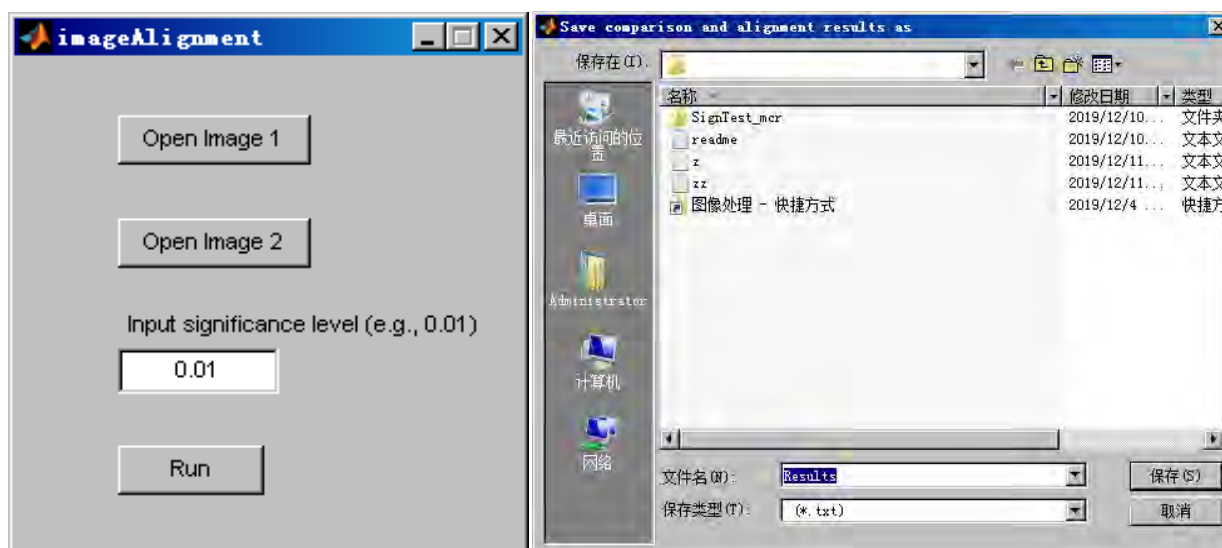 imageAlignment
Open Image 1
Open Image 2
Input significance level (e.g., 0.01)
0.01
Run
Save comparison and alignment results as
保存在(I):
名称 修改日期 类型
SignTest_mcr 2019/12/10... 文件夹
readme 2019/12/10... 文本文
z 2019/12/11... 文本文
zz 2019/12/11... 文本文
图像处理 - 快捷方式 2019/12/4 ... 快捷方
最近访问的位
置
桌面
Administrator
计算机
网络
文件名(N): Results 保存(S)
保存类型(T): (*.txt) 取消